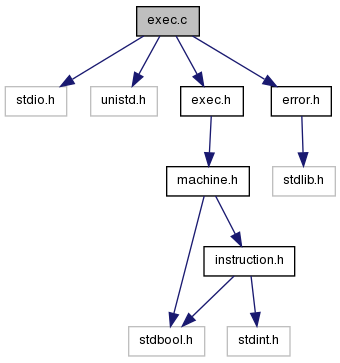 exec.c
stdio.h
unistd.h
exec.h
error.h
machine.h
stdlib.h
instruction.h
stdbool.h
stdint.h